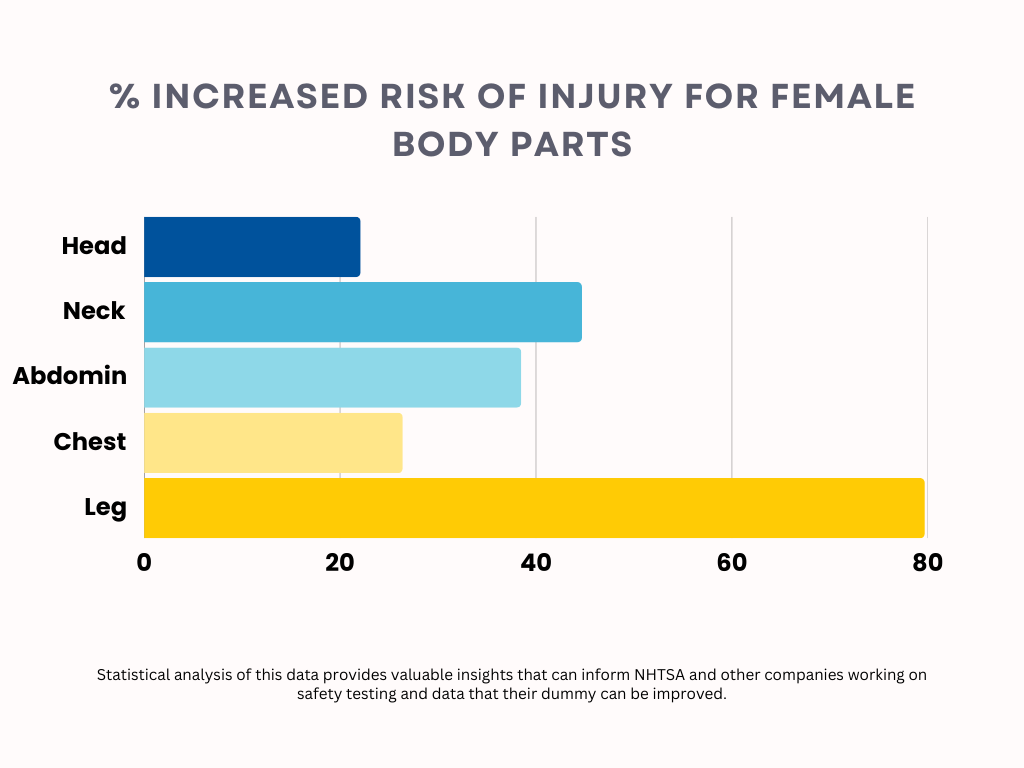 % INCREASED RISK OF INJURY FOR FEMALE
BODY PARTS
Head
Neck
Abdomin
Chest
Leg
0 20 40 60 80
Statistical analysis of this data provides valuable insights that can inform NHTSA and other companies working on
safety testing and data that their dummy can be improved.